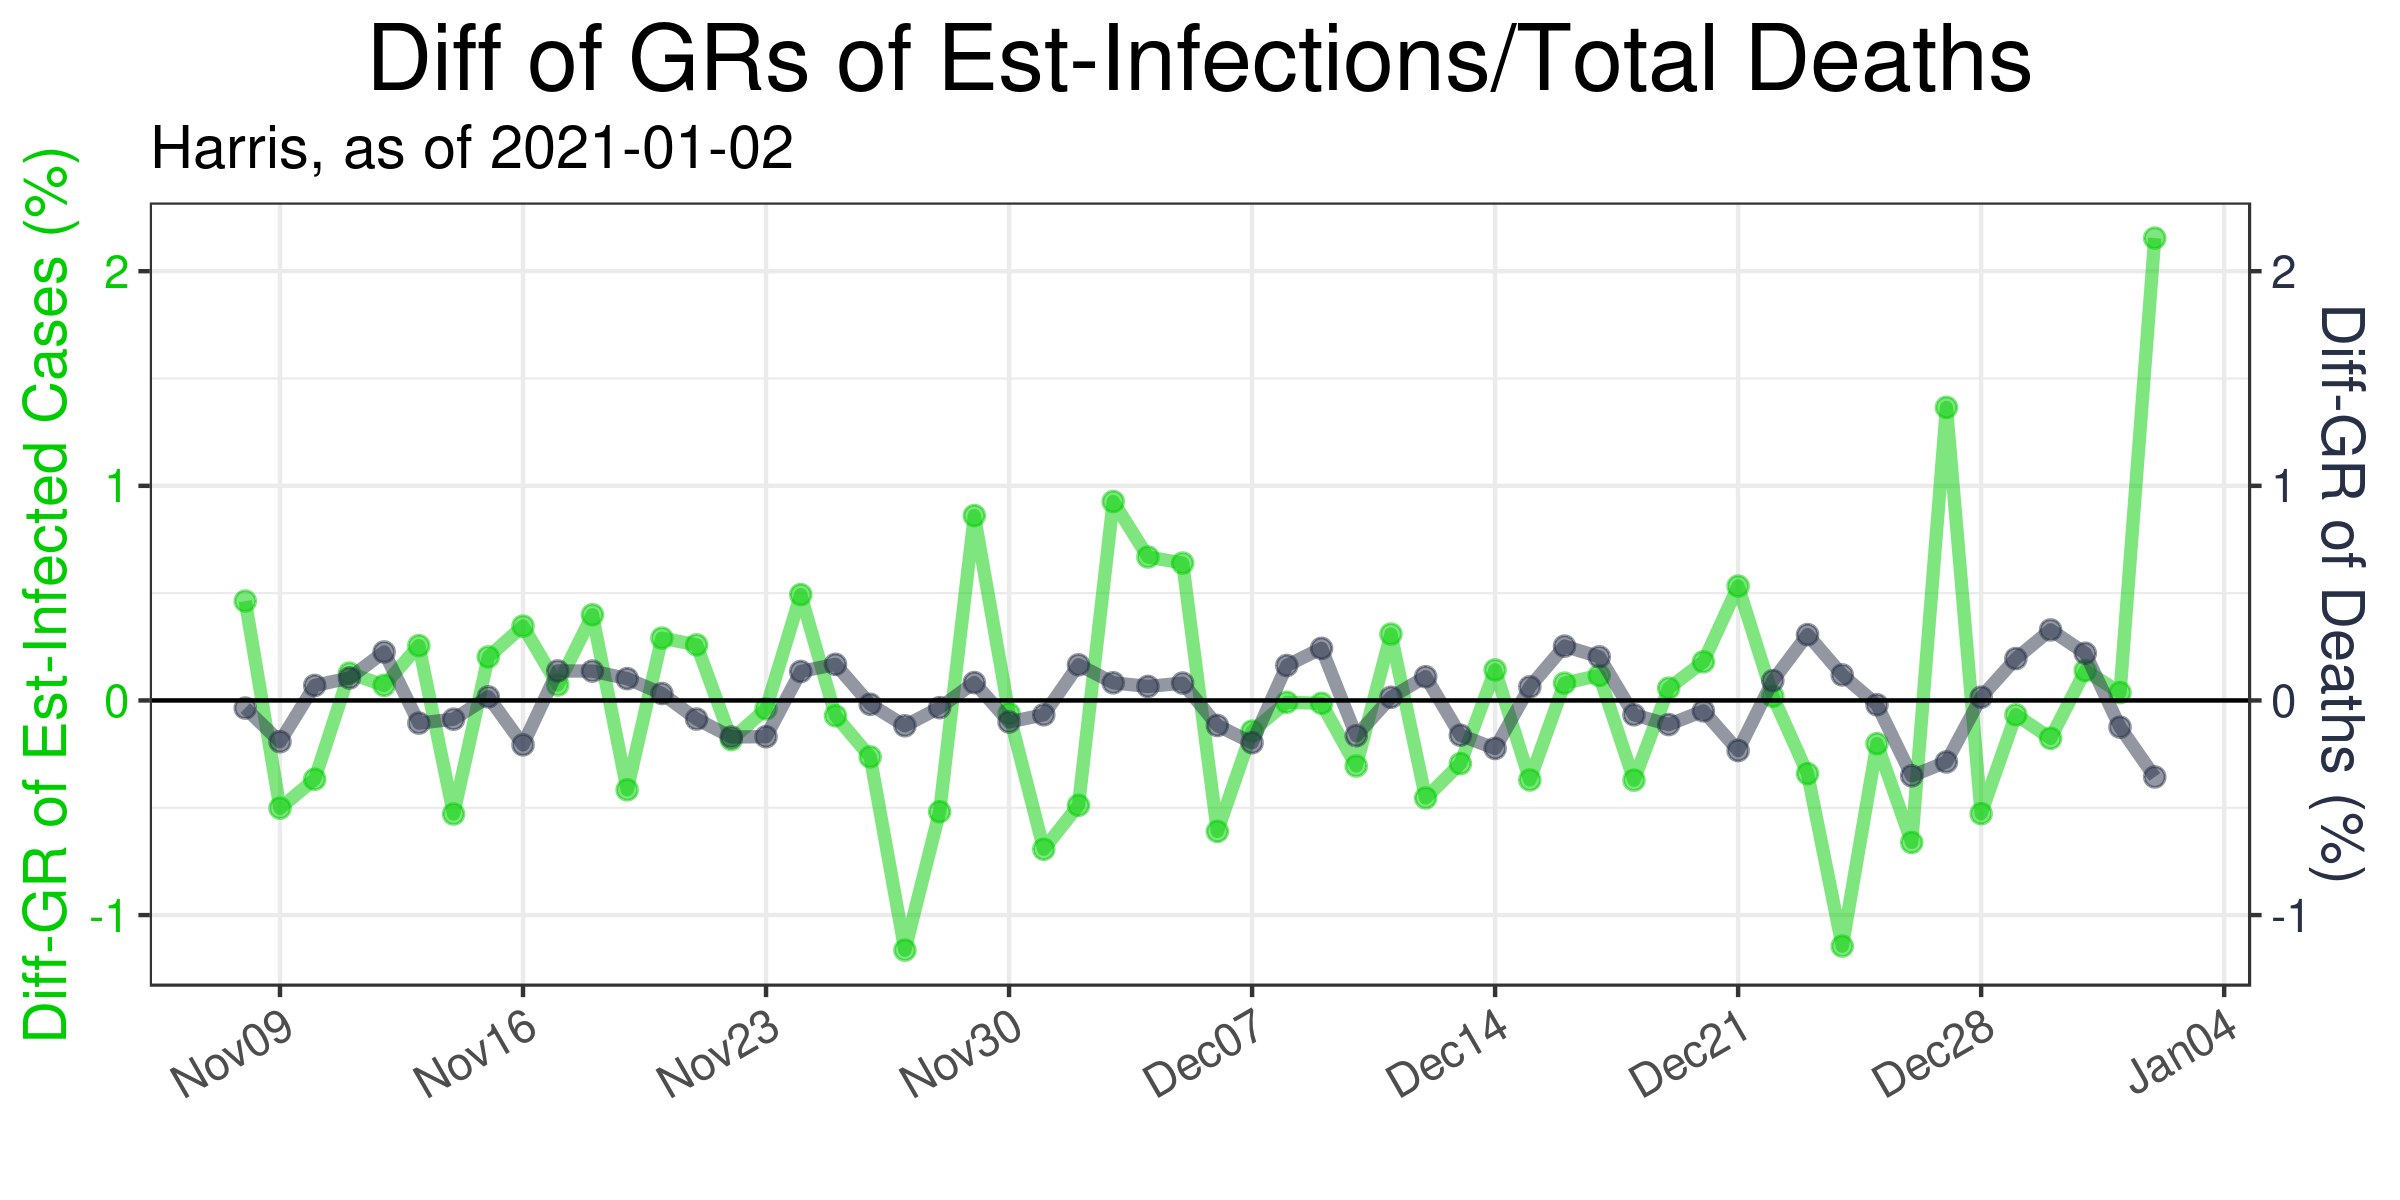 Diff of GRs of Est-Infections/Total Deaths
Harris, as of 2021-01-02
Diff-GR of Est-Infected Cases (%)
2
1
0
-1
2
1
0
-1
Diff-GR of Deaths (%)
Nov09
Nov16
Nov23
Nov30
Dec07
Dec14
Dec21
Dec28
Jan04